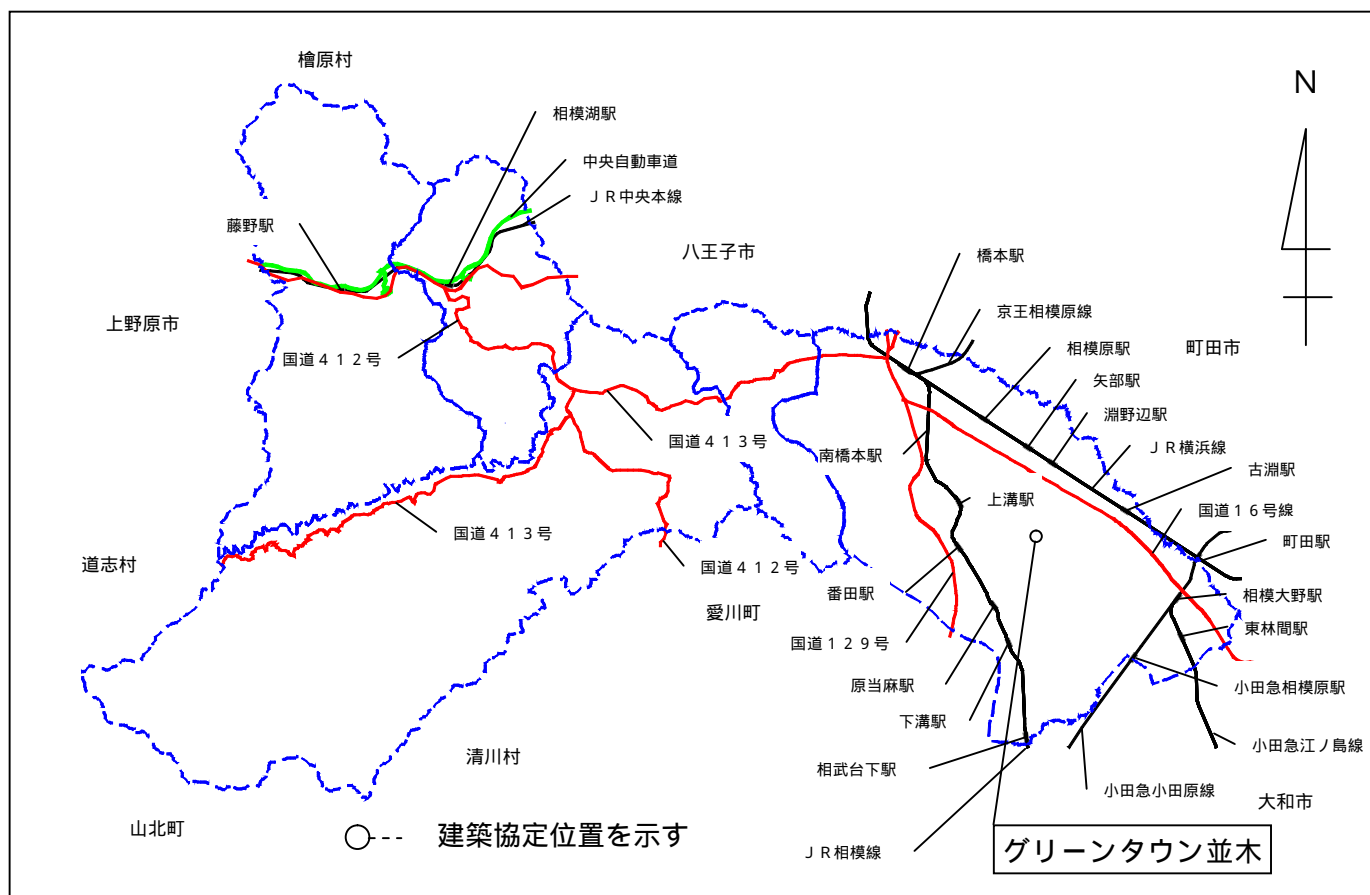 檜原村
相模湖駅
中央自動車道
ＪＲ中央本線
藤野駅
八王子市
N
橋本駅
京王相模原線
上野原市
国道４１２号
相模原駅
町田市
矢部駅
淵野辺駅
国道４１３号
南橋本駅
ＪＲ横浜線
古淵駅
上溝駅
国道１６号線
国道４１３号
町田駅
道志村
国道４１２号
番田駅
相模大野駅
愛川町
東林間駅
国道１２９号
原当麻駅
小田急相模原駅
下溝駅
清川村
相武台下駅
小田急江ノ島線
小田急小田原線
大和市
山北町
建築協定位置を示す
ＪＲ相模線
グリーンタウン並木